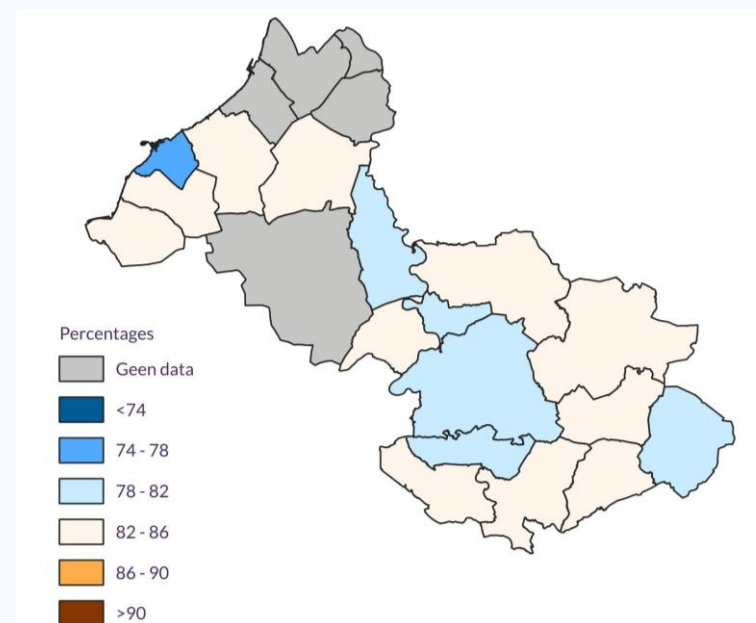 Percentages
Geen data
<74
74 - 78
78 - 82
82 - 86
86 - 90
>90